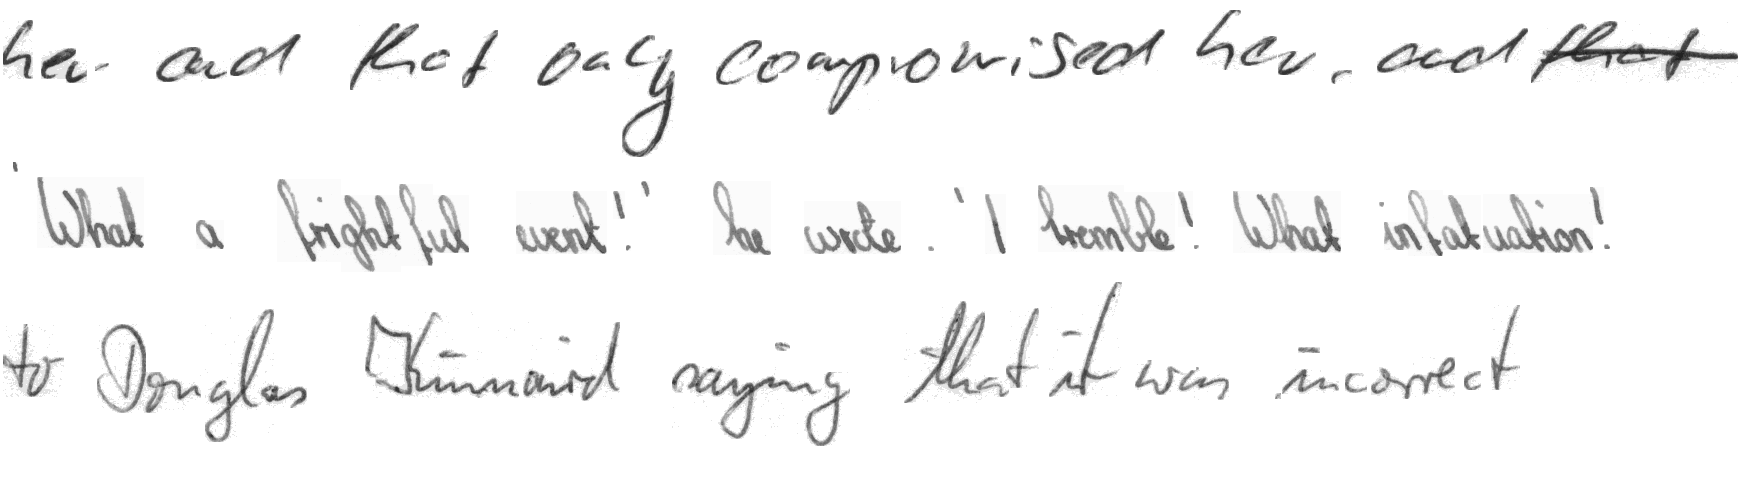 her and that only compromised her, and that
'What a frightful event!' he wrote. 'I tremble! What infatuation!
to Douglas Kinnaird saying that it was incorrect